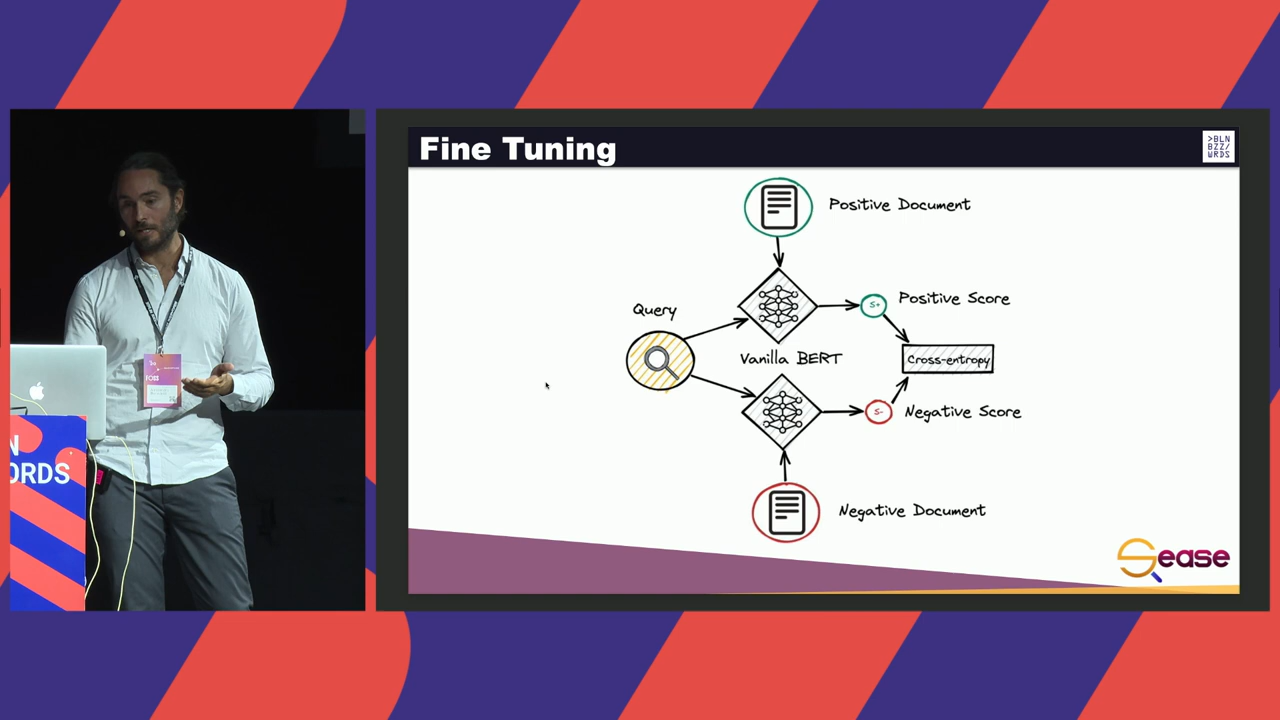 Fine Tuning
>BLN
BZZ/
WRDS
Positive Document
Query
Positive Score
S+
Vanilla BERT
Cross-entropy
S-
Negative Score
Negative Document
Sease
N
ORDS